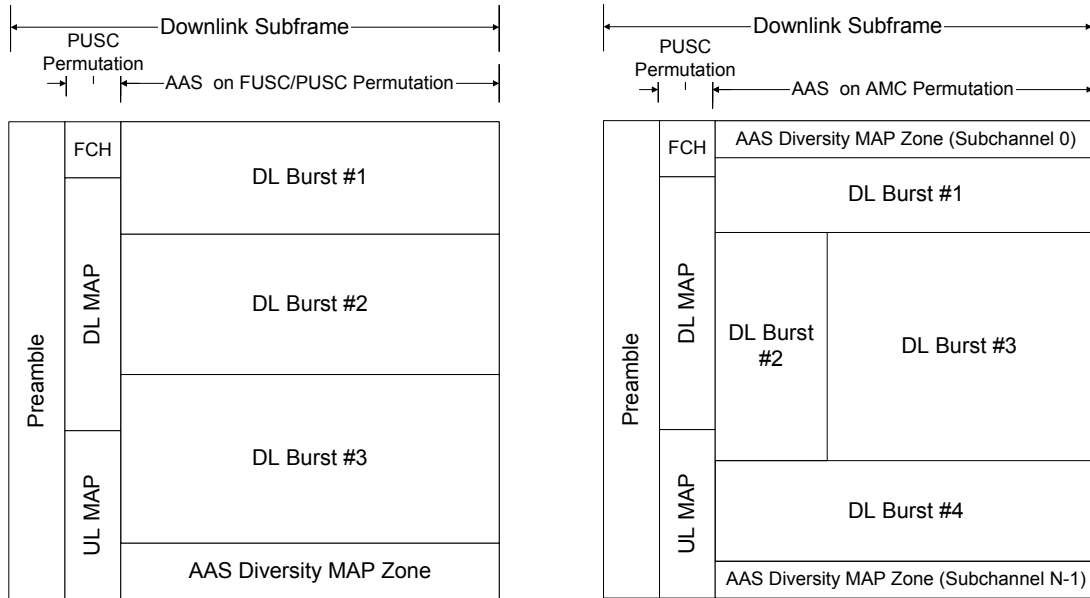 Downlink Subframe
PUSC
Permutation
AAS on FUSC/PUSC Permutation
Preamble
FCH
DL MAP
UL MAP
DL Burst #1
DL Burst #2
DL Burst #3
AAS Diversity MAP Zone
Downlink Subframe
PUSC
Permutation
AAS on AMC Permutation
Preamble
FCH
DL MAP
UL MAP
AAS Diversity MAP Zone (Subchannel 0)
DL Burst #1
DL Burst
#2
DL Burst #3
DL Burst #4
AAS Diversity MAP Zone (Subchannel N-1)